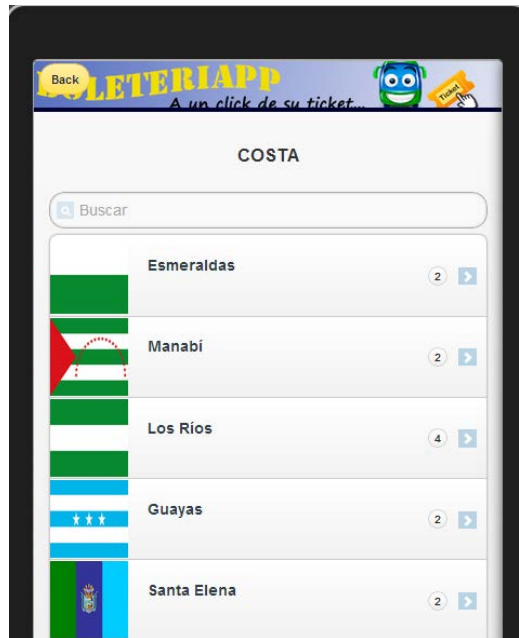 Back
BOLETERIAPP
A un click de su ticket...
Ticket
COSTA
Buscar
Esmeraldas
2
Manabí
2
Los Ríos
4
Guayas
2
Santa Elena
2